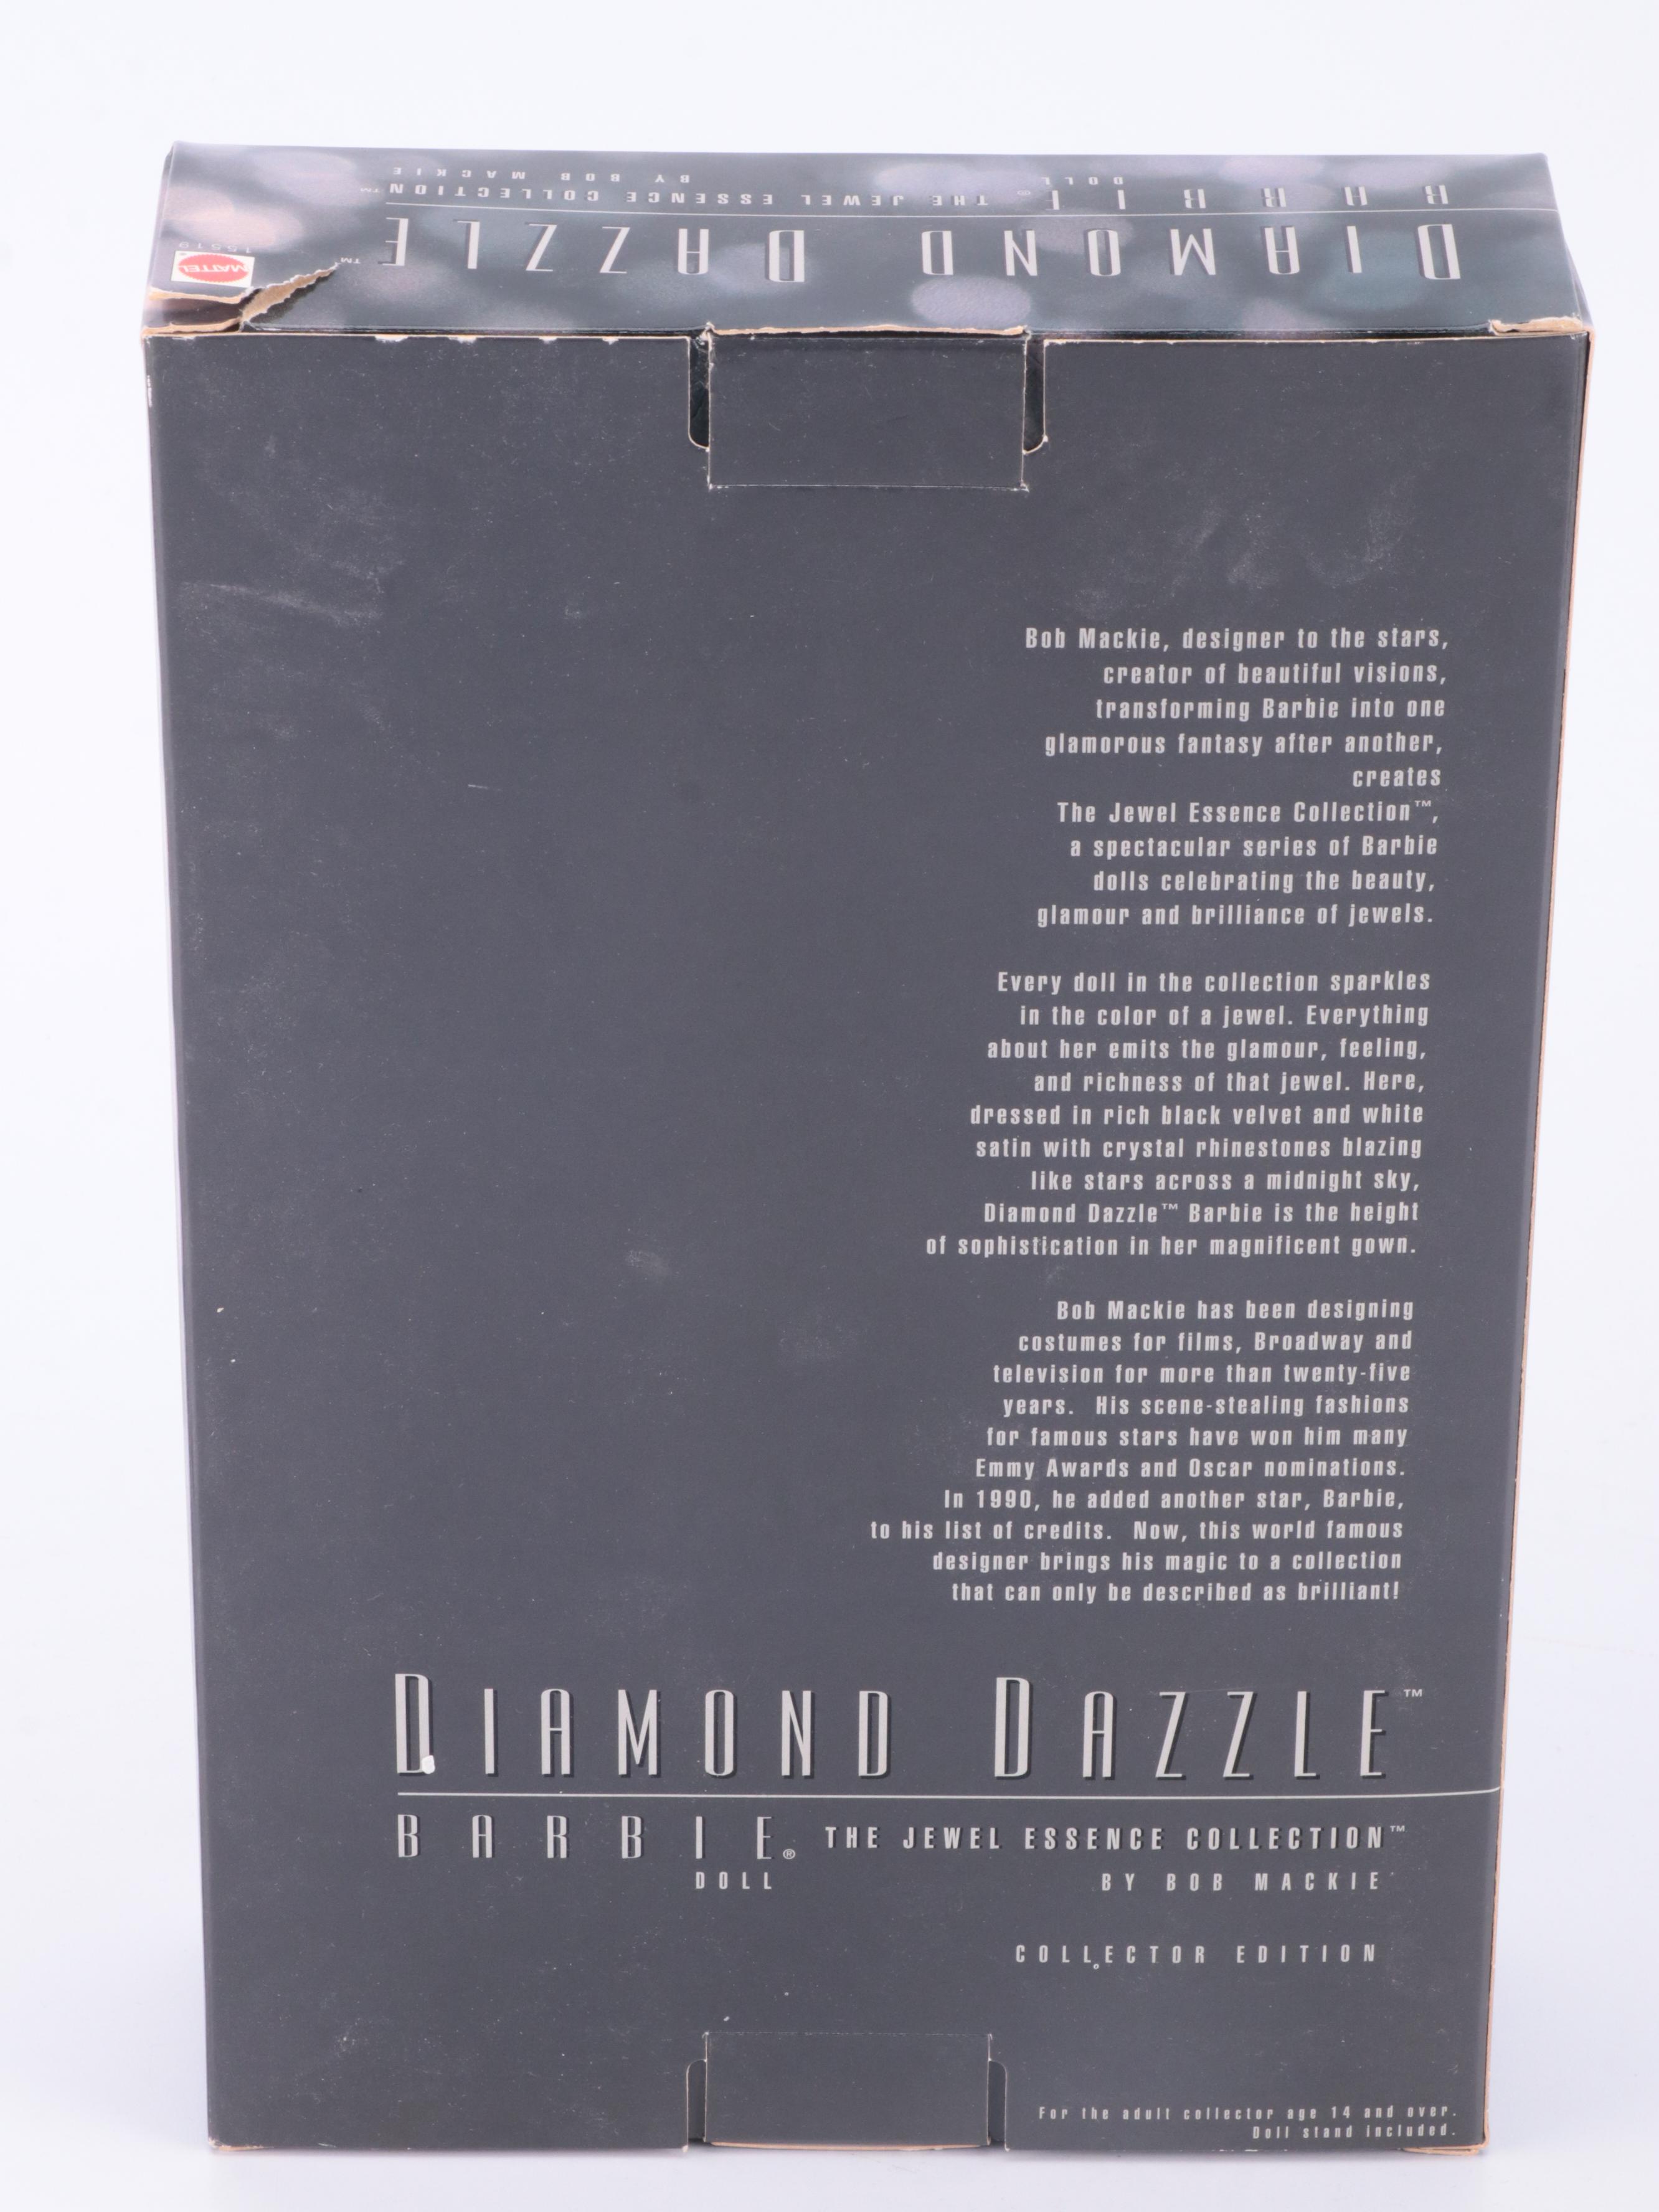 DIAMOND DAZZLE™
BARBIE®
DOLL
THE JEWEL ESSENCE COLLECTION™
BY BOB MACKIE
MATTEL
15519
Bob Mackie, designer to the stars,
creator of beautiful visions,
transforming Barbie into one
glamorous fantasy after another,
creates
The Jewel Essence Collection™,
a spectacular series of Barbie
dolls celebrating the beauty,
glamour and brilliance of jewels.
Every doll in the collection sparkles
in the color of a jewel. Everything
about her emits the glamour, feeling,
and richness of that jewel. Here,
dressed in rich black velvet and white
satin with crystal rhinestones blazing
like stars across a midnight sky,
Diamond Dazzle™ Barbie is the height
of sophistication in her magnificent gown.
Bob Mackie has been designing
costumes for films, Broadway and
television for more than twenty-five
years. His scene-stealing fashions
for famous stars have won him many
Emmy Awards and Oscar nominations.
In 1990, he added another star, Barbie,
to his list of credits. Now, this world famous
designer brings his magic to a collection
that can only be described as brilliant!
DIAMOND DAZZLE™
BARBIE® THE JEWEL ESSENCE COLLECTION™
DOLL BY BOB MACKIE
COLLECTOR EDITION
For the adult collector age 14 and over.
Doll stand included.